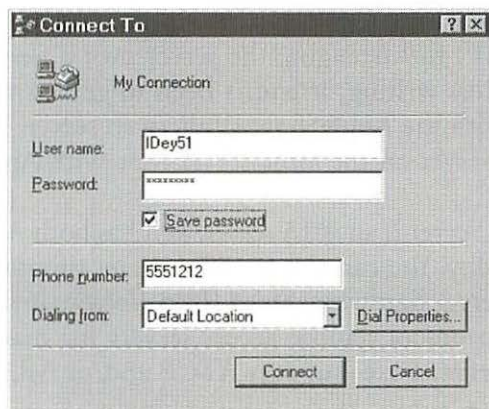 Connect To
My Connection
User name: IDey51
Password: xxxxxxxxx
Save password
Phone number: 5551212
Dialing from: Default Location Dial Properties...
Connect Cancel